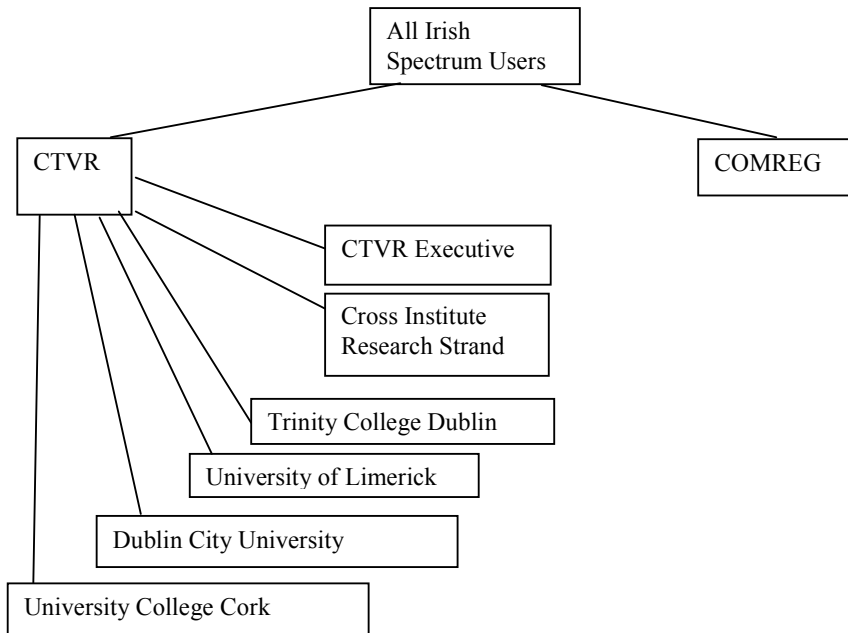 All Irish
Spectrum Users
CTVR
COMREG
CTVR Executive
Cross Institute
Research Strand
Trinity College Dublin
University of Limerick
Dublin City University
University College Cork